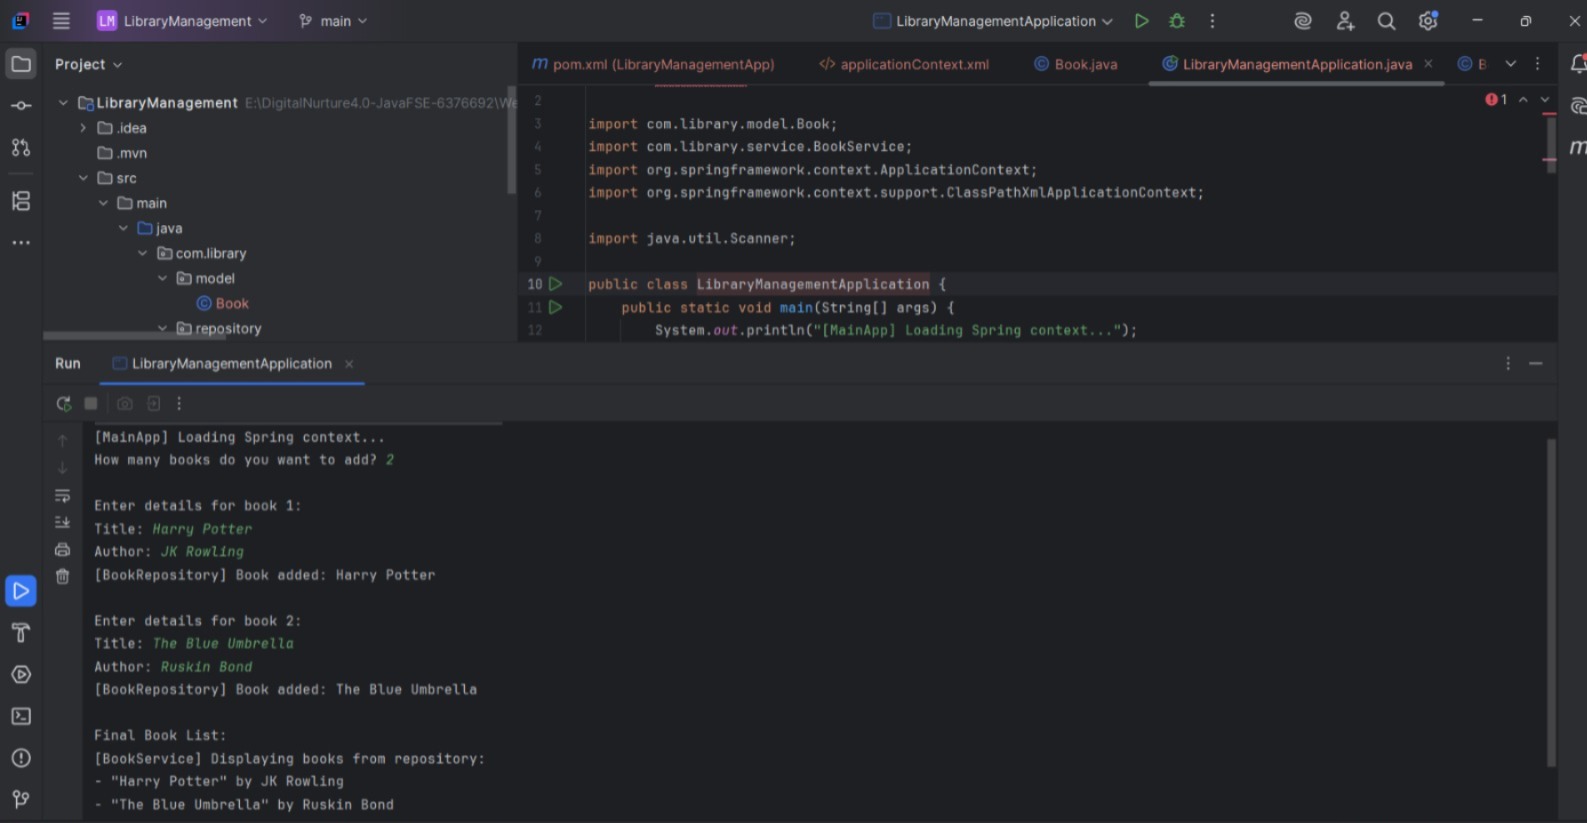 LM LibraryManagement main LibraryManagementApplication
Project
LibraryManagement E:\DigitalNurture4.0-JavaFSE-6376692\We
.idea
.mvn
src
main
java
com.library
model
Book
repository
pom.xml (LibraryManagementApp) applicationContext.xml Book.java LibraryManagementApplication.java B
1
2
3 import com.library.model.Book;
4 import com.library.service.BookService;
5 import org.springframework.context.ApplicationContext;
6 import org.springframework.context.support.ClassPathXmlApplicationContext;
7
8 import java.util.Scanner;
9
10 public class LibraryManagementApplication {
11 public static void main(String[] args) {
12 System.out.println("[MainApp] Loading Spring context...");
Run LibraryManagementApplication
[MainApp] Loading Spring context...
How many books do you want to add? 2
Enter details for book 1:
Title: Harry Potter
Author: JK Rowling
[BookRepository] Book added: Harry Potter
Enter details for book 2:
Title: The Blue Umbrella
Author: Ruskin Bond
[BookRepository] Book added: The Blue Umbrella
Final Book List:
[BookService] Displaying books from repository:
- "Harry Potter" by JK Rowling
- "The Blue Umbrella" by Ruskin Bond